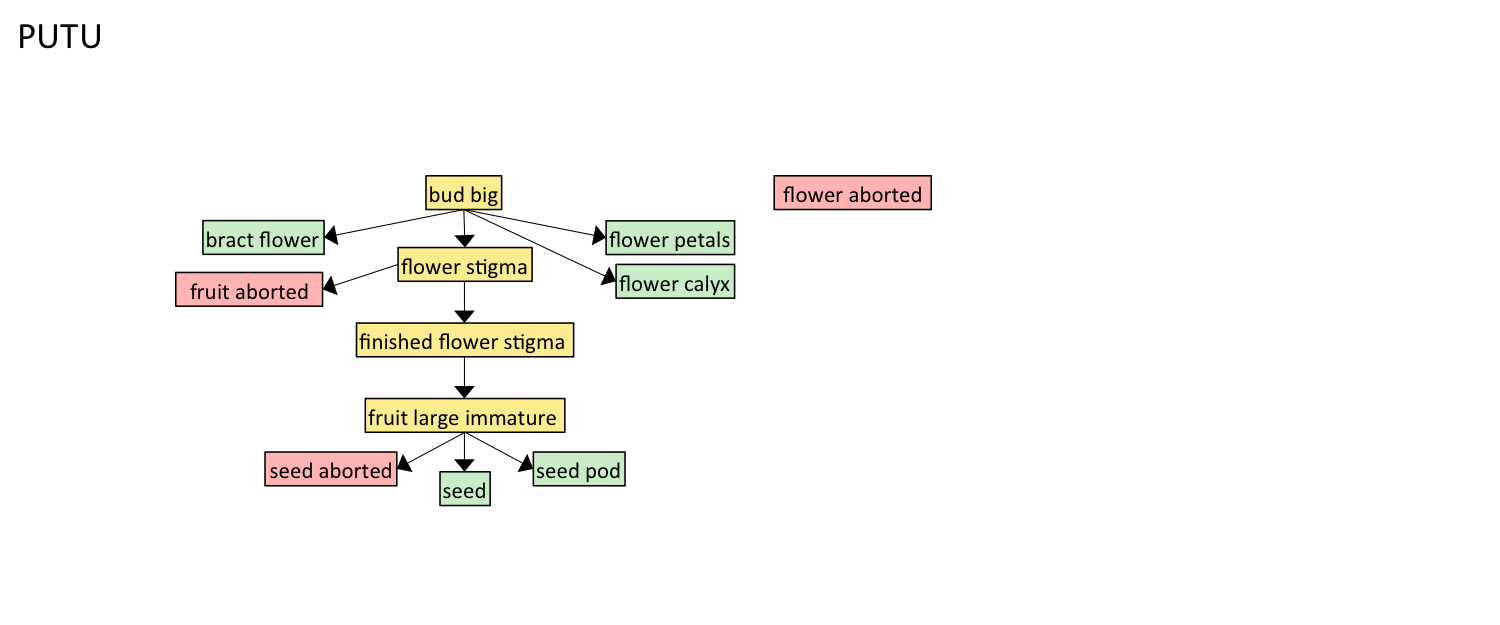 PUTU
bud big
flower aborted
bract flower
flower petals
flower stigma
flower calyx
fruit aborted
finished flower stigma
fruit large immature
seed aborted
seed pod
seed